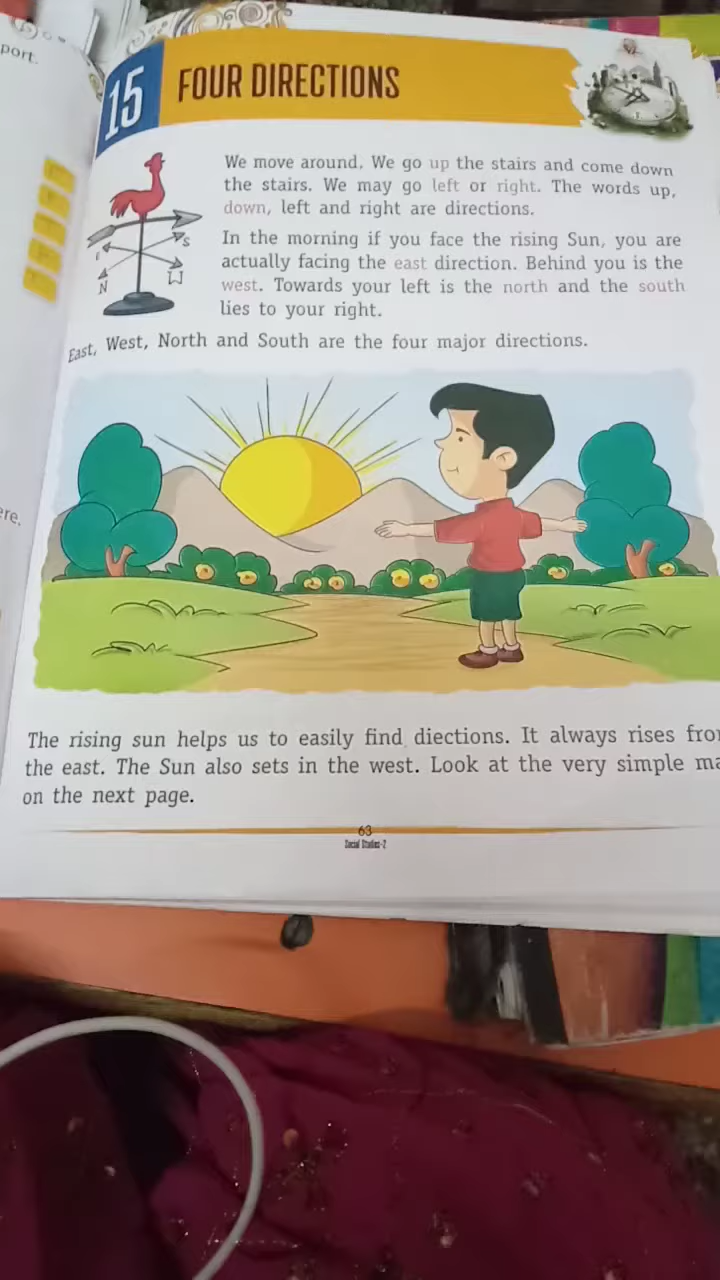 port.
15
FOUR DIRECTIONS
We move around. We go up the stairs and come down
the stairs. We may go left or right. The words up,
down, left and right are directions.
In the morning if you face the rising Sun, you are
actually facing the east direction. Behind you is the
west. Towards your left is the north and the south
lies to your right.
S
E
N
W
East, West, North and South are the four major directions.
ere.
The rising sun helps us to easily find diections. It always rises from
the east. The Sun also sets in the west. Look at the very simple ma
on the next page.
63
Social Studies-2